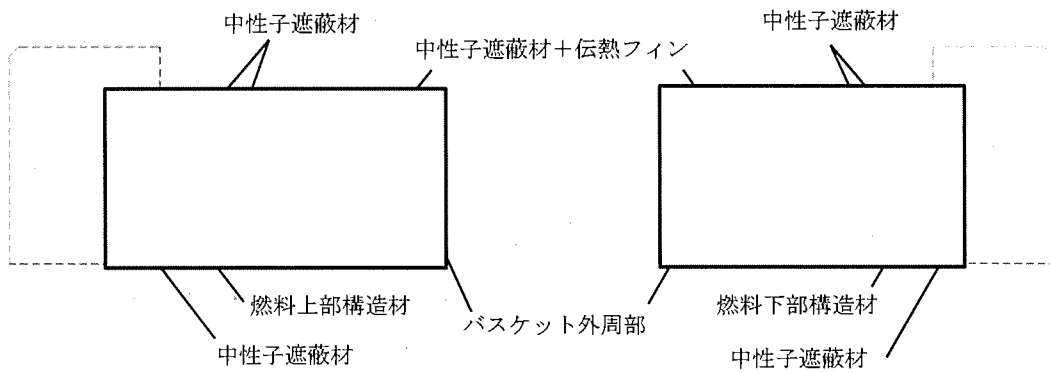 中性子遮蔽材
中性子遮蔽材
中性子遮蔽材＋伝熱フィン
燃料上部構造材
バスケット外周部
燃料下部構造材
中性子遮蔽材
中性子遮蔽材